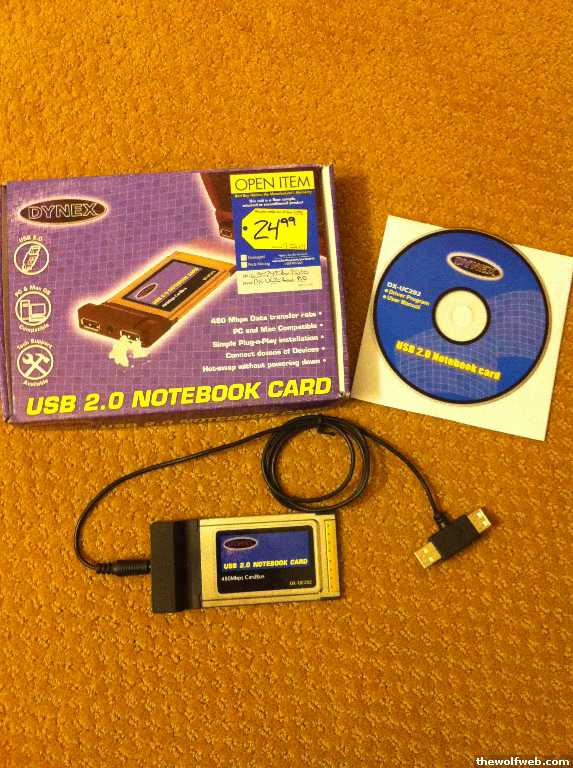 DYNEX
USB 2.0
PC & Mac OS
Compatible
Tech Support
Available
OPEN ITEM
24.99
480 Mbps Data transfer rate •
PC and Mac Compatible •
Simple Plug-n-Play installation •
Connect dozens of Devices •
Hot-swap without powering down •
USB 2.0 NOTEBOOK CARD
DYNEX
DX-UC202
Driver Program
User Manual
USB 2.0 Notebook card
DYNEX
USB 2.0 NOTEBOOK CARD
480Mbps CardBus
DX-UC202
thewolfweb.com